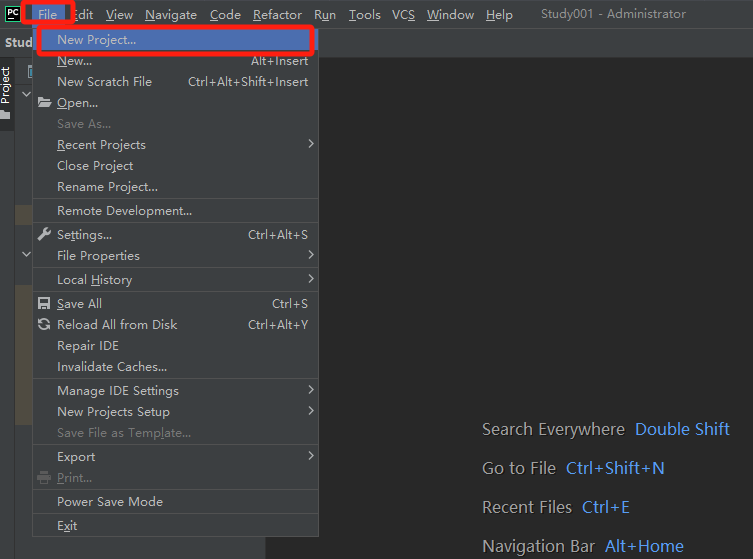 PC File Edit View Navigate Code Refactor Run Tools VCS Window Help Study001 - Administrator
Stud
Project
New Project...
New... Alt+Insert
New Scratch File Ctrl+Alt+Shift+Insert
Open...
Save As...
Recent Projects
Close Project
Rename Project...
Remote Development...
Settings... Ctrl+Alt+S
File Properties
Local History
Save All Ctrl+S
Reload All from Disk Ctrl+Alt+Y
Repair IDE
Invalidate Caches...
Manage IDE Settings
New Projects Setup
Save File as Template...
Export
Print...
Power Save Mode
Exit
Search Everywhere Double Shift
Go to File Ctrl+Shift+N
Recent Files Ctrl+E
Navigation Bar Alt+Home